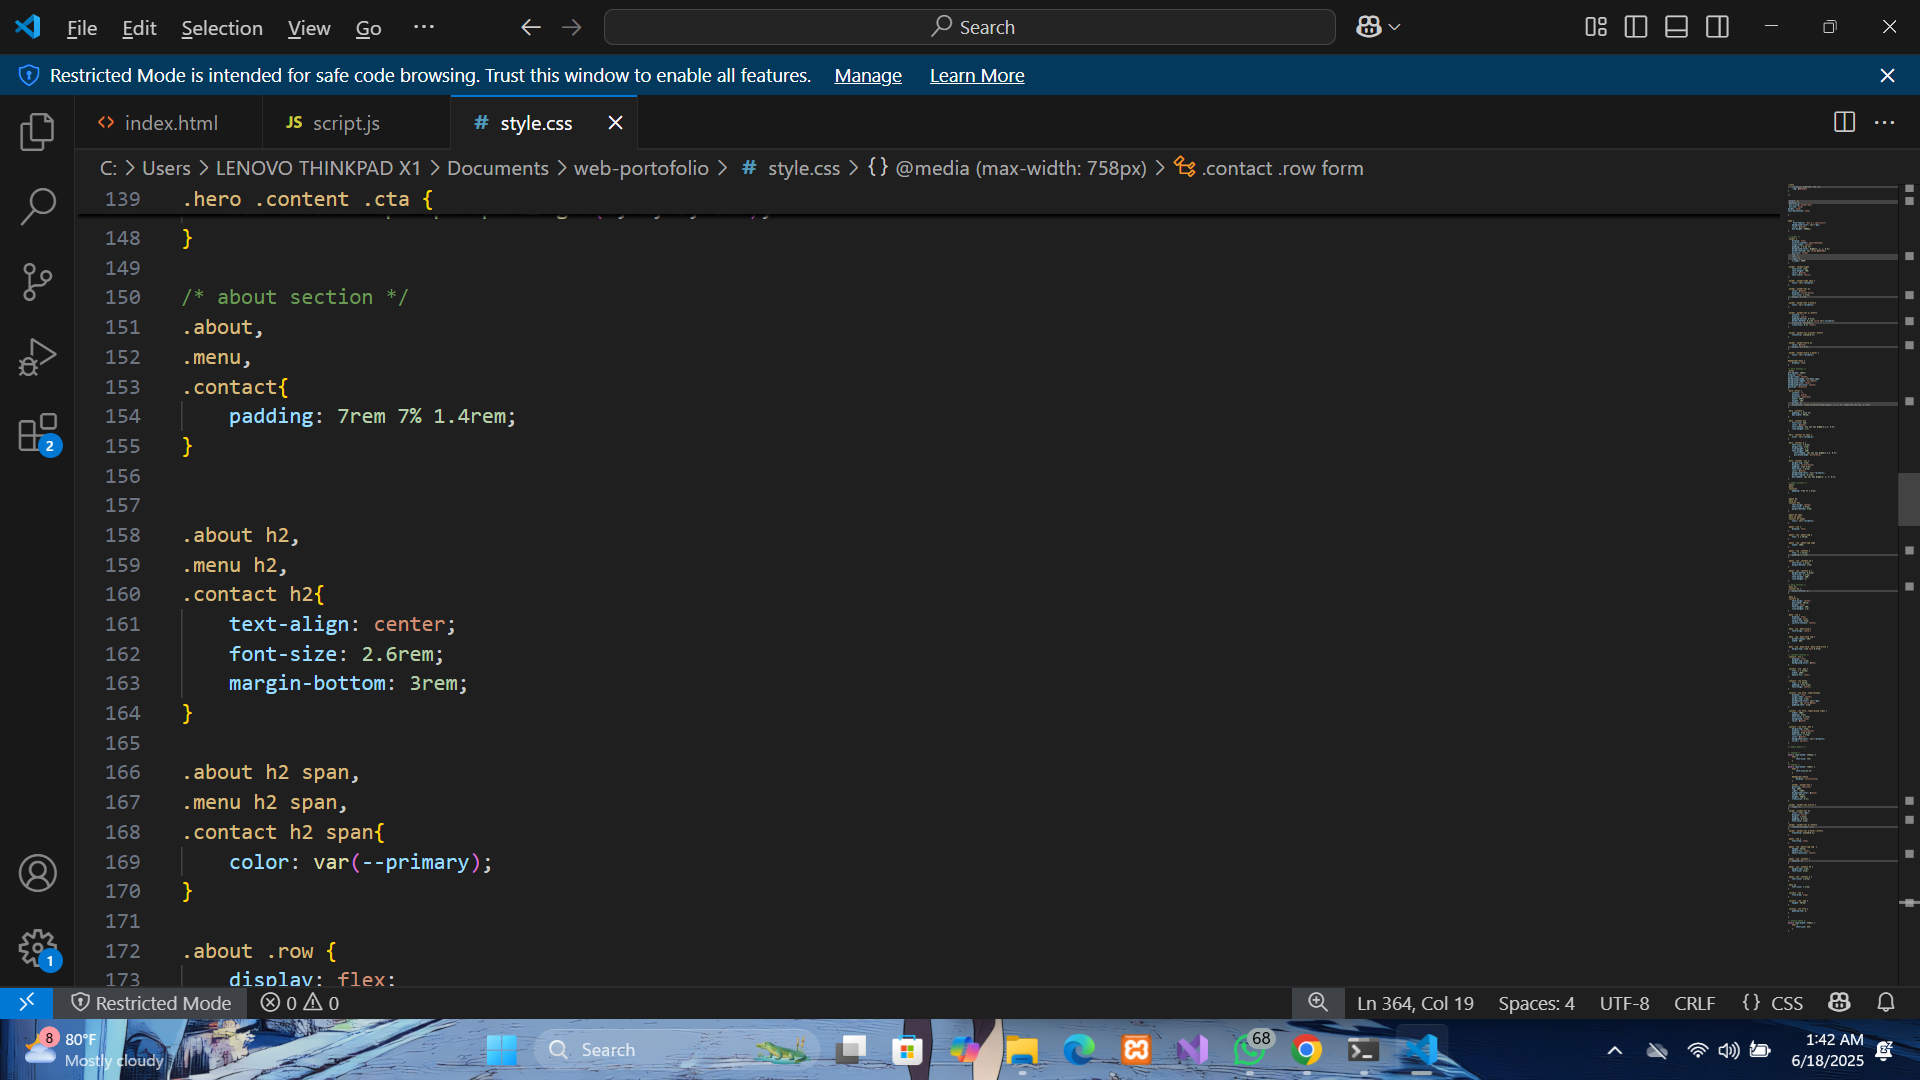 File Edit Selection View Go ··· Search
Restricted Mode is intended for safe code browsing. Trust this window to enable all features. Manage Learn More
index.html JS script.js # style.css
C: > Users > LENOVO THINKPAD X1 > Documents > web-portofolio > # style.css > {} @media (max-width: 758px) > .contact .row form
139 .hero .content .cta {
148 }
149
150 /* about section */
151 .about,
152 .menu,
153 .contact{
154 padding: 7rem 7% 1.4rem;
155 }
156
157
158 .about h2,
159 .menu h2,
160 .contact h2{
161 text-align: center;
162 font-size: 2.6rem;
163 margin-bottom: 3rem;
164 }
165
166 .about h2 span,
167 .menu h2 span,
168 .contact h2 span{
169 color: var(--primary);
170 }
171
172 .about .row {
173 display: flex;
2
1
Restricted Mode 0 0 Ln 364, Col 19 Spaces: 4 UTF-8 CRLF {} CSS
8 80°F
Mostly cloudy
Search
68
1:42 AM
6/18/2025